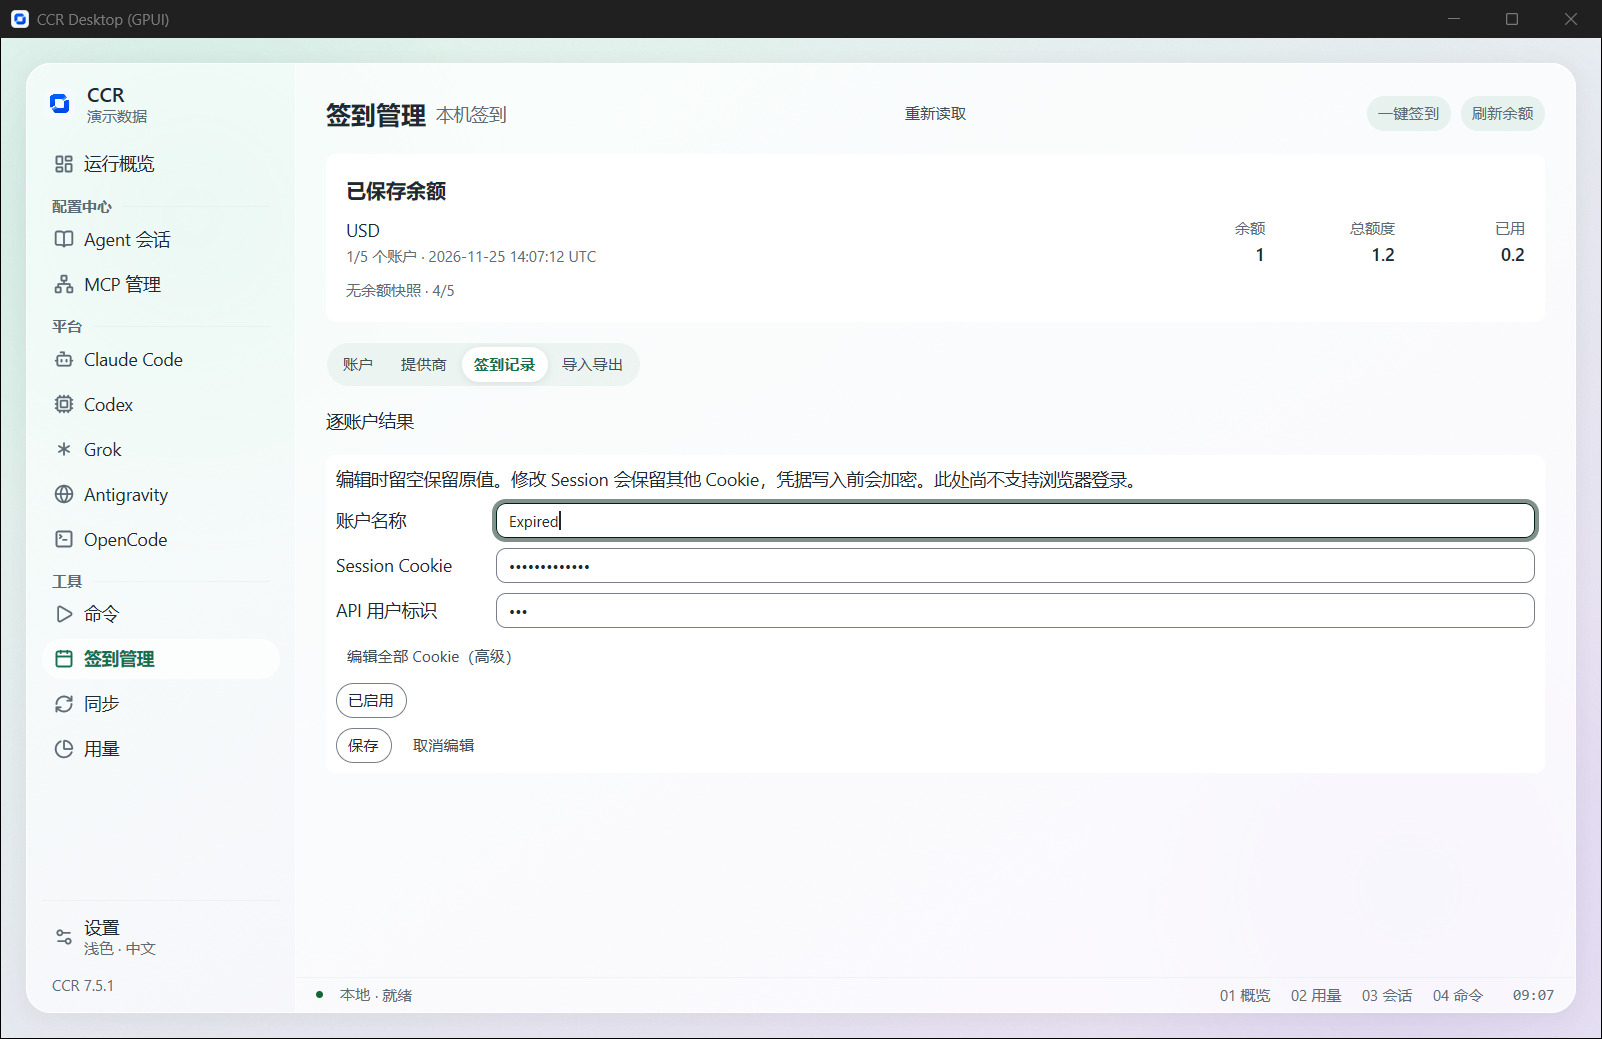 CCR Desktop (GPUI)
CCR
演示数据
运行概览
配置中心
Agent 会话
MCP 管理
平台
Claude Code
Codex
Grok
Antigravity
OpenCode
工具
命令
签到管理
同步
用量
设置
浅色 · 中文
CCR 7.5.1
签到管理 本机签到
重新读取
一键签到
刷新余额
已保存余额
USD
1/5 个账户 · 2026-11-25 14:07:12 UTC
无余额快照 · 4/5
余额 总额度 已用
1 1.2 0.2
账户 提供商 签到记录 导入导出
逐账户结果
编辑时留空保留原值。修改 Session 会保留其他 Cookie，凭据写入前会加密。此处尚不支持浏览器登录。
账户名称 Expired
Session Cookie •••••••••••••
API 用户标识 •••
编辑全部 Cookie（高级）
已启用
保存 取消编辑
本地 · 就绪
01 概览 02 用量 03 会话 04 命令 09:07